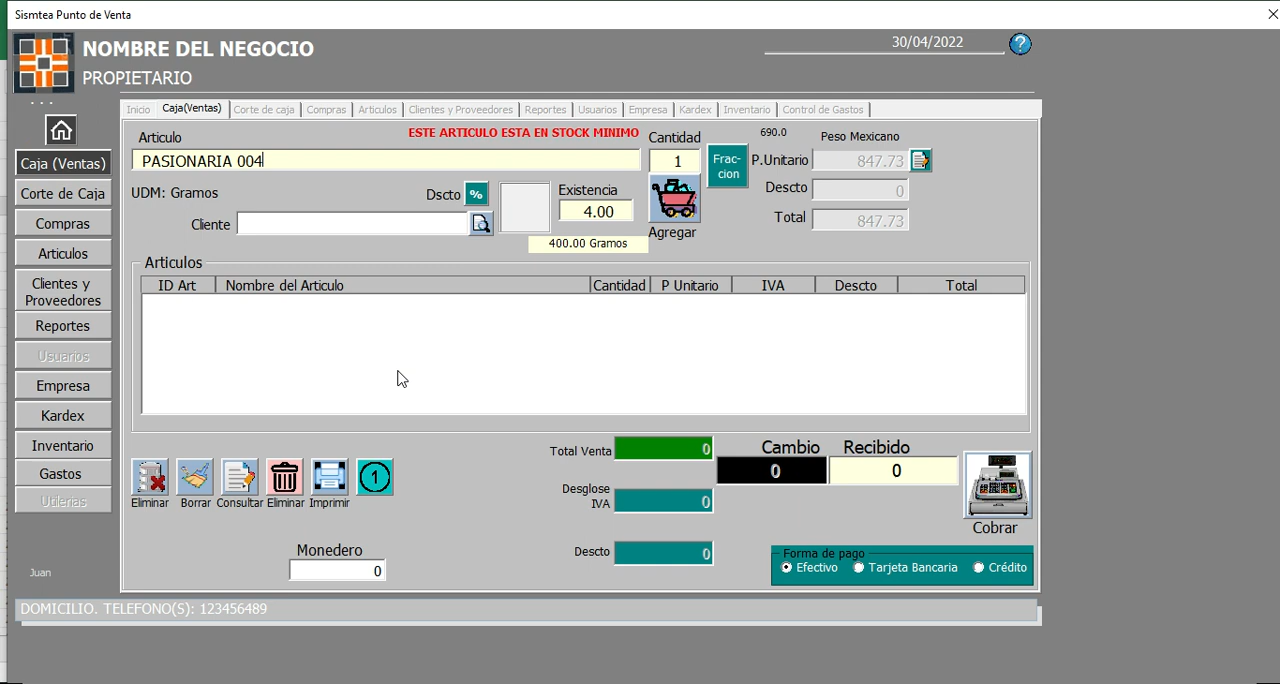 Sismtea Punto de Venta
NOMBRE DEL NEGOCIO
PROPIETARIO
30/04/2022
?
Inicio Caja(Ventas) Corte de caja Compras Articulos Clientes y Proveedores Reportes Usuarios Empresa Kardex Inventario Control de Gastos
Caja (Ventas)
Corte de Caja
Compras
Articulos
Clientes y
Proveedores
Reportes
Usuarios
Empresa
Kardex
Inventario
Gastos
Utilerias
Juan
Articulo
ESTE ARTICULO ESTA EN STOCK MINIMO
Cantidad
690.0
Peso Mexicano
PASIONARIA 004
1
Frac-
cion
P.Unitario 847.73
UDM: Gramos
Dscto %
Existencia
4.00
Descto 0
Cliente
Agregar
Total 847.73
400.00 Gramos
Articulos
ID Art Nombre del Articulo Cantidad P Unitario IVA Descto Total
Total Venta 0
Cambio
0
Recibido
0
Desglose
IVA 0
Descto 0
1
Eliminar Borrar Consultar Eliminar Imprimir
Cobrar
Monedero
0
Forma de pago
Efectivo Tarjeta Bancaria Crédito
DOMICILIO. TELEFONO(S): 123456489